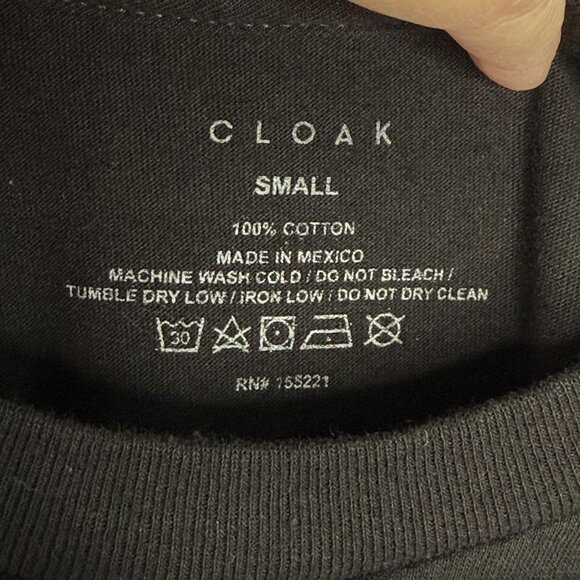 CLOAK
SMALL
100% COTTON
MADE IN MEXICO
MACHINE WASH COLD / DO NOT BLEACH /
TUMBLE DRY LOW / IRON LOW / DO NOT DRY CLEAN
30
RN# 155221